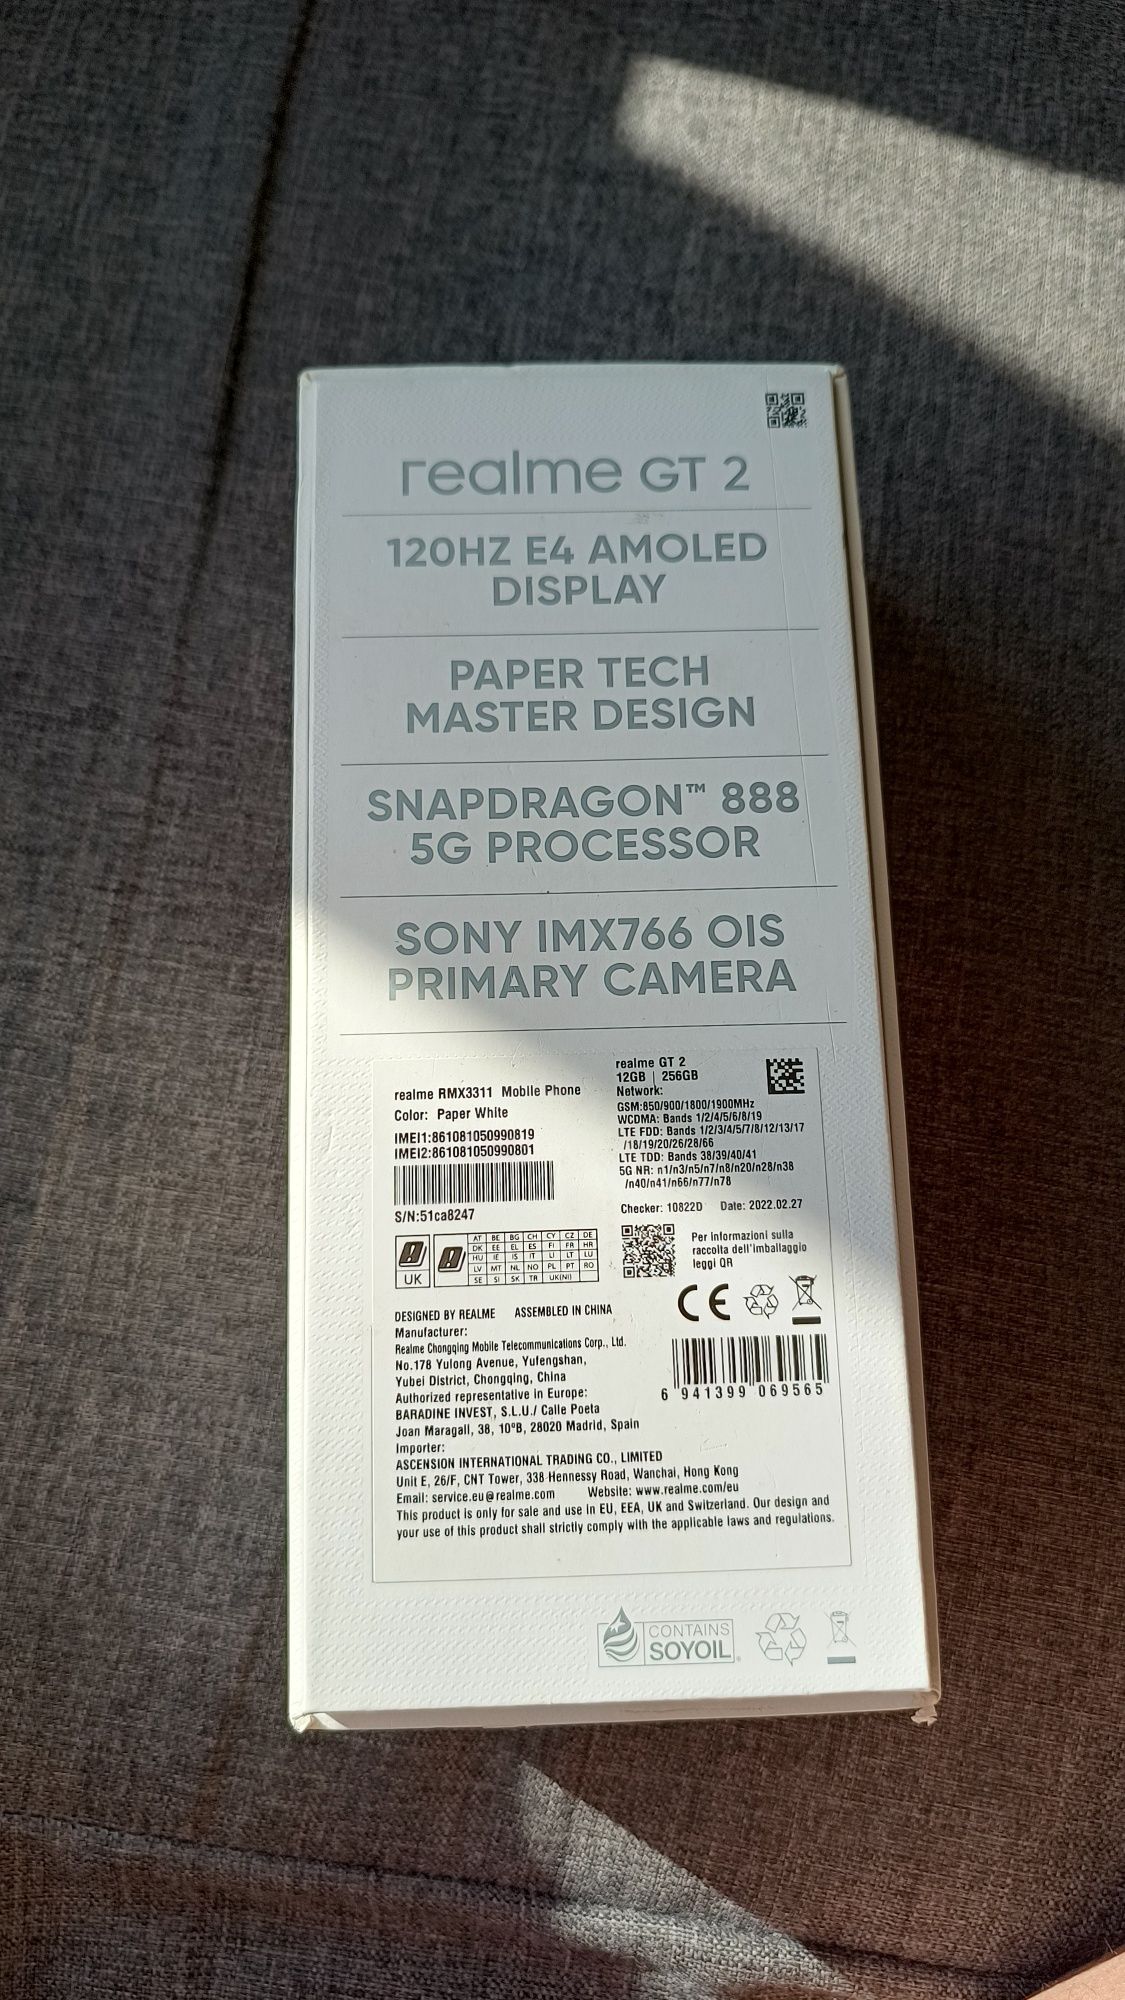 realme GT 2
120HZ E4 AMOLED
DISPLAY
PAPER TECH
MASTER DESIGN
SNAPDRAGON™ 888
5G PROCESSOR
SONY IMX766 OIS
PRIMARY CAMERA
realme RMX3311 Mobile Phone
Color: Paper White
IMEI1:861081050990819
IMEI2:861081050990801
S/N:51ca8247
realme GT 2
12GB | 256GB
Network:
GSM:850/900/1800/1900MHz
WCDMA: Bands 1/2/4/5/6/8/19
LTE FDD: Bands 1/2/3/4/5/7/8/12/13/17
/18/19/20/26/28/66
LTE TDD: Bands 38/39/40/41
5G NR: n1/n3/n5/n7/n8/n20/n28/n38
/n40/n41/n66/n77/n78
Checker: 10822D Date: 2022.02.27
UK
AT BE BG CH CY CZ DE
DK EE EL ES FI FR HR
HU IE IS IT LI LT LU
LV MT NL NO PL PT RO
SE SI SK TR UK(NI)
Per informazioni sulla
raccolta dell'imballaggio
leggi QR
CE
DESIGNED BY REALME ASSEMBLED IN CHINA
Manufacturer:
Realme Chongqing Mobile Telecommunications Corp., Ltd.
No.178 Yulong Avenue, Yufengshan,
Yubei District, Chongqing, China
Authorized representative in Europe:
BARADINE INVEST, S.L.U./ Calle Poeta
Joan Maragall, 38, 10ºB, 28020 Madrid, Spain
6 941399 069565
Importer:
ASCENSION INTERNATIONAL TRADING CO., LIMITED
Unit E, 26/F, CNT Tower, 338 Hennessy Road, Wanchai, Hong Kong
Email: service.eu@realme.com Website: www.realme.com/eu
This product is only for sale and use in EU, EEA, UK and Switzerland. Our design and
your use of this product shall strictly comply with the applicable laws and regulations.
CONTAINS
SOYOIL®